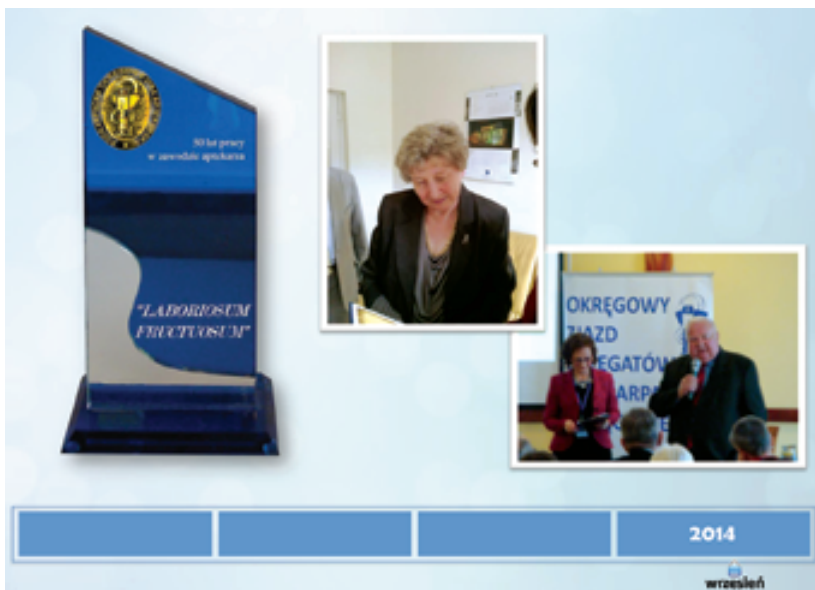 50 lat pracy
w zawodzie aptekarza
"LABORIOSUM
FRUCTUOSUM"
OKRĘGOWY
ZJAZD
2014
wrzesień